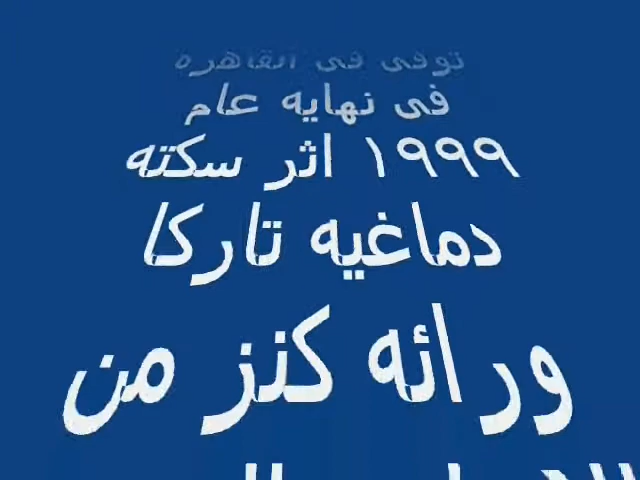 توفى فى القاهره
فى نهايه عام
١٩٩٩ اثر سكته
دماغيه تاركا
ورائه كنز من